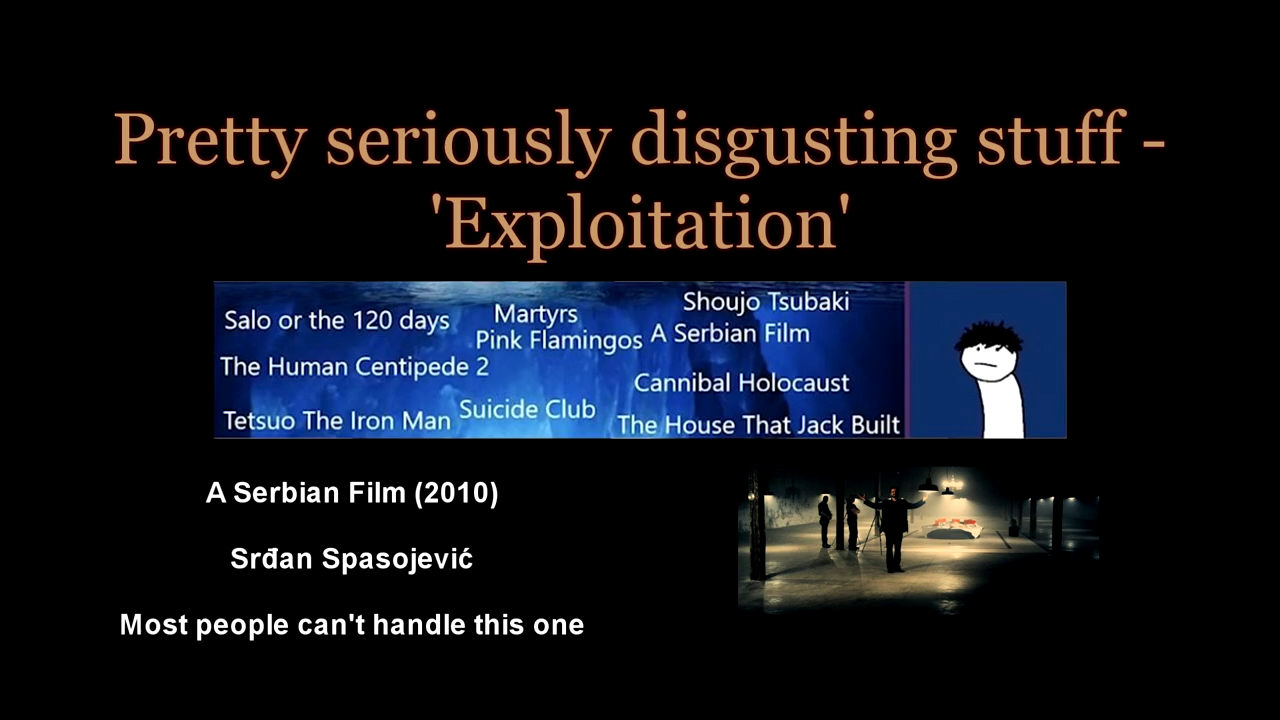 Pretty seriously disgusting stuff -
'Exploitation'
Salo or the 120 days
Martyrs
Shoujo Tsubaki
Pink Flamingos
A Serbian Film
The Human Centipede 2
Cannibal Holocaust
Tetsuo The Iron Man
Suicide Club
The House That Jack Built
A Serbian Film (2010)
Srđan Spasojević
Most people can't handle this one